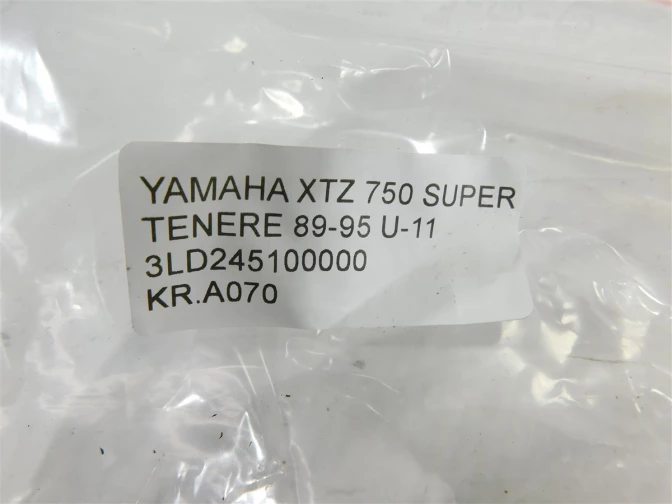 YAMAHA XTZ 750 SUPER
TENERE 89-95 U-11
3LD245100000
KR.A070